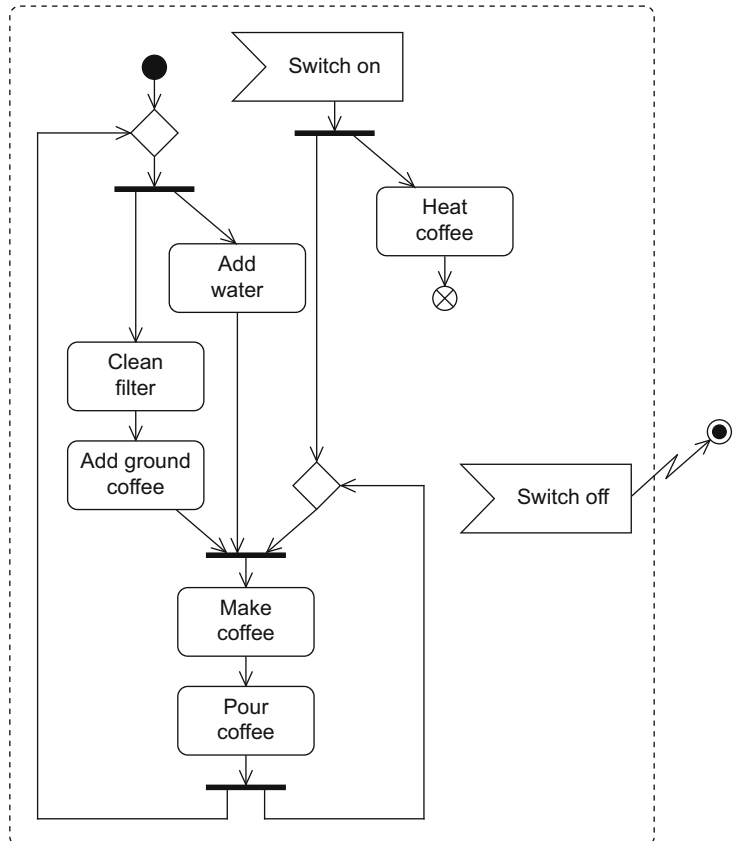 Switch on
Heat
coffee
Add
water
Clean
filter
Add ground
coffee
Switch off
Make
coffee
Pour
coffee